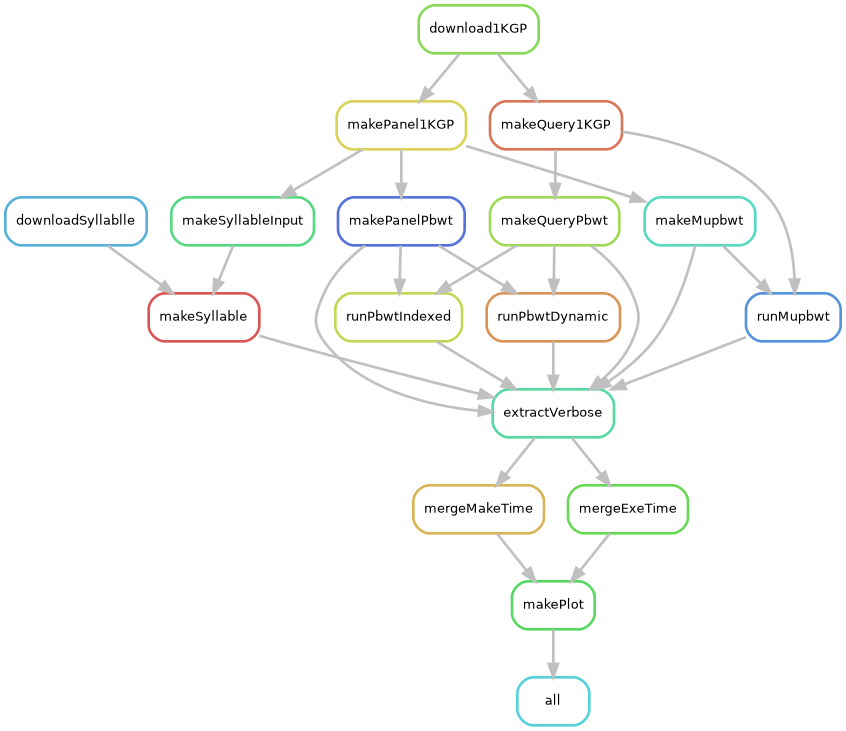 download1KGP
makePanel1KGP
makeQuery1KGP
downloadSyllablle
makeSyllableInput
makePanelPbwt
makeQueryPbwt
makeMupbwt
makeSyllable
runPbwtIndexed
runPbwtDynamic
runMupbwt
extractVerbose
mergeMakeTime
mergeExeTime
makePlot
all